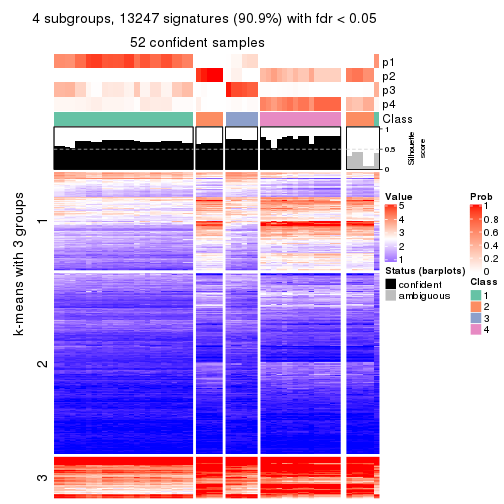 4 subgroups, 13247 signatures (90.9%) with fdr < 0.05
52 confident samples
p1
p2
p3
p4
Class
1
0.5
0
Silhouette
score
k-means with 3 groups
1
2
3
Value
5
4
3
2
1
Status (barplots)
confident
ambiguous
Prob
1
0.8
0.6
0.4
0.2
0
Class
1
2
3
4